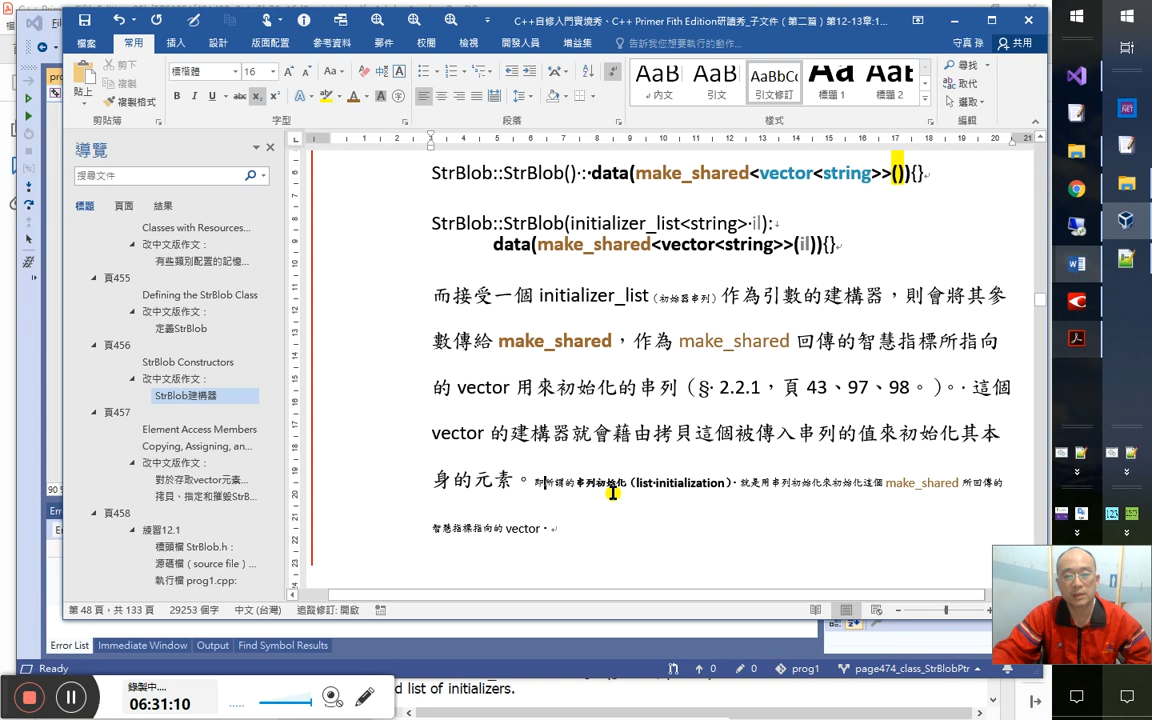 C++自修入門實境秀、C++ Primer Fith Edition研讀秀_子文件（第二篇）第12-13章:1...
檔案 常用 插入 設計 版面配置 參考資料 郵件 校閱 檢視 開發人員 增益集 告訴我您想要執行的動作... 守真 孫 共用
貼上
剪下
複製
複製格式
標楷體 16
AaBbC AaBbC AaBbCc AaB AaB
內文 引文 引文修訂 標題 1 標題 2
尋找
取代
選取
剪貼簿 字型 段落 樣式 編輯
導覽
搜尋文件
標題 頁面 結果
Classes with Resources...
改中文版作文：
有些類別配置的記憶...
頁455
Defining the StrBlob Class
改中文版作文：
定義StrBlob
頁456
StrBlob Constructors
改中文版作文：
StrBlob建構器
頁457
Element Access Members
Copying, Assigning, an...
改中文版作文：
對於存取vector元素...
拷貝、指定和摧毀StrB...
頁458
練習12.1
標頭檔 StrBlob.h：
源碼檔（source file）...
執行檔 prog1.cpp:
StrBlob::StrBlob():data(make_shared<vector<string>>()){}
StrBlob::StrBlob(initializer_list<string> il):
data(make_shared<vector<string>>(il)){}
而接受一個 initializer_list（初始器串列）作為引數的建構器，則會將其參
數傳給 make_shared，作為 make_shared 回傳的智慧指標所指向
的 vector 用來初始化的串列（§ 2.2.1，頁 43、97、98。）。 這個
vector 的建構器就會藉由拷貝這個被傳入串列的值來初始化其本
身的元素。即所謂的串列初始化（list initialization）。就是用串列初始化來初始化這個 make_shared 所回傳的
智慧指標指向的 vector。
第 48 頁，共 133 頁 29253 個字 中文 (台灣) 追蹤修訂: 開啟
Error List Immediate Window Output Find Symbol Results
Ready 0 0 prog1 page474_class_StrBlobPtr
錄製中....
06:31:10
d list of initializers.